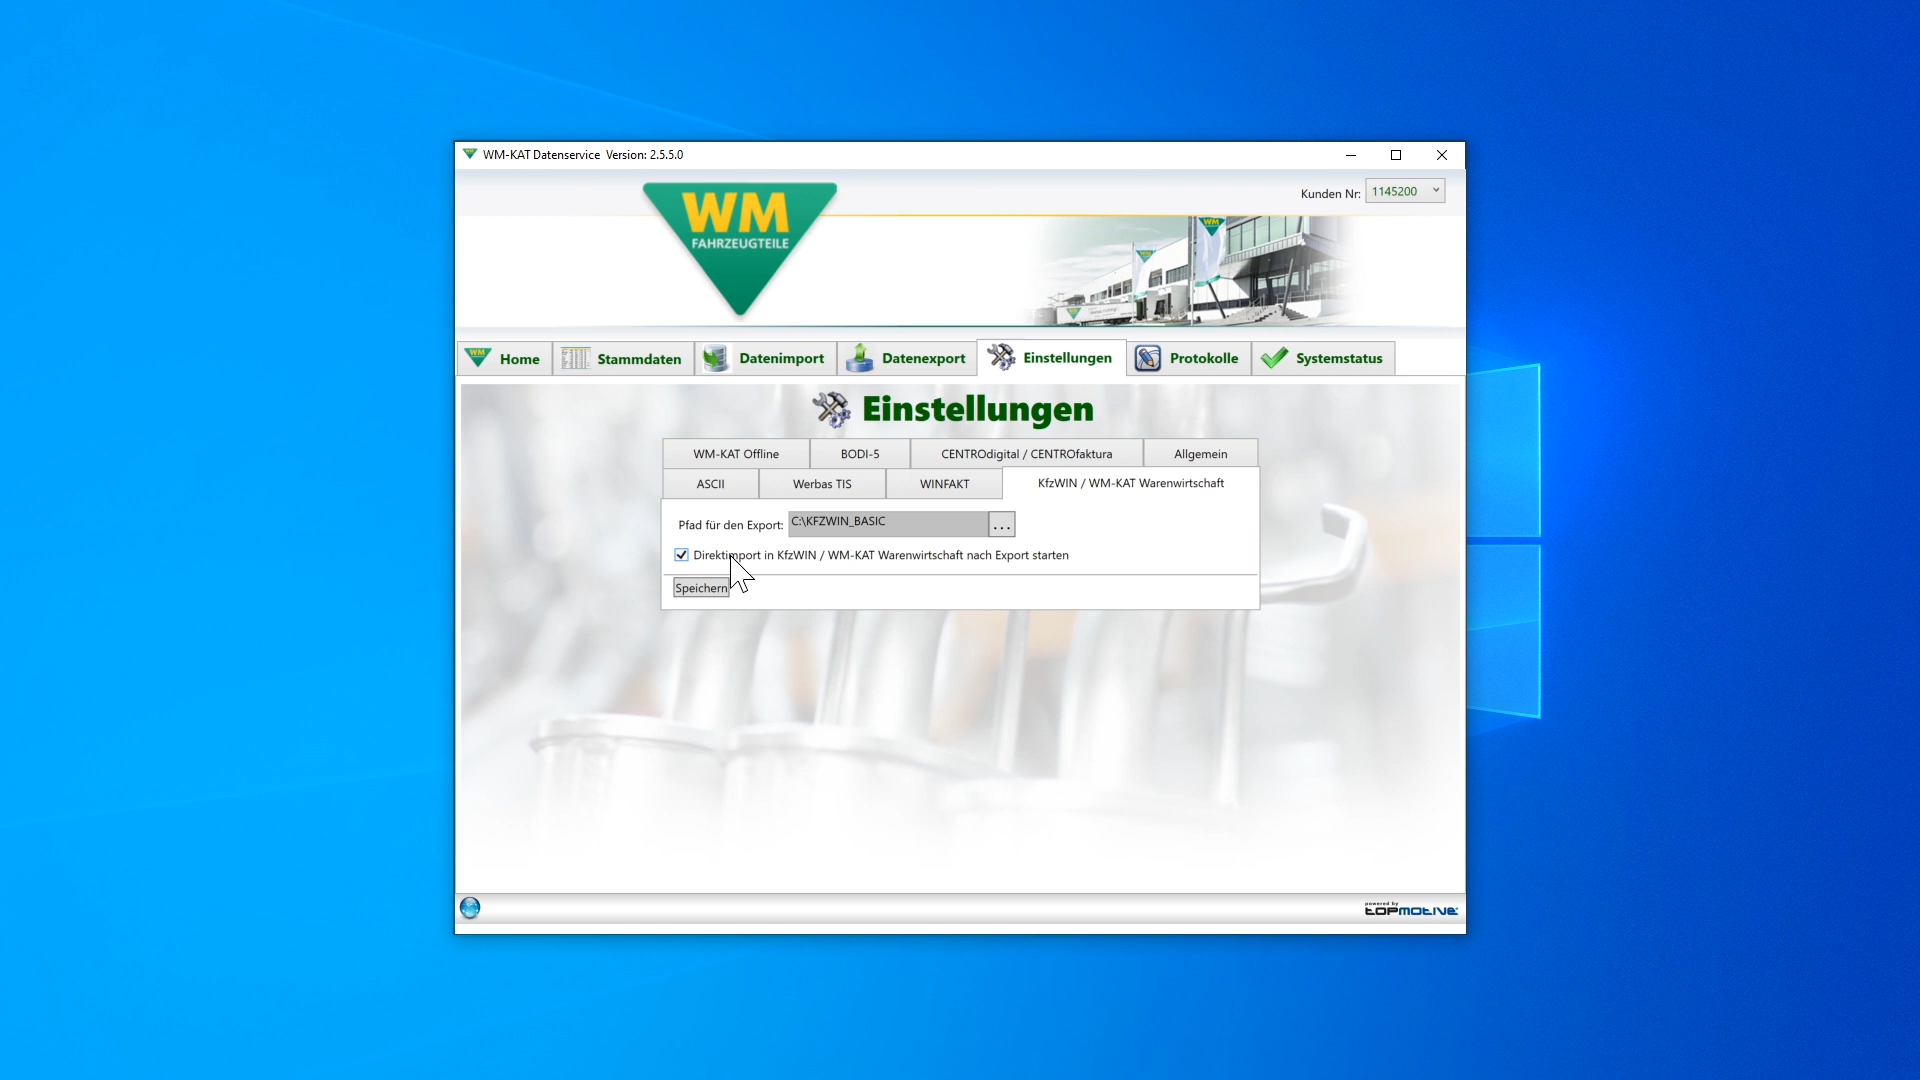 WM-KAT Datenservice  Version: 2.5.5.0
Kunden Nr: 1145200
WM
FAHRZEUGTEILE
Home
Stammdaten
Datenimport
Datenexport
Einstellungen
Protokolle
Systemstatus
Einstellungen
WM-KAT Offline
BODI-5
CENTROdigital / CENTROfaktura
Allgemein
ASCII
Werbas TIS
WINFAKT
KfzWIN / WM-KAT Warenwirtschaft
Pfad für den Export: C:\KFZWIN_BASIC ...
Direktimport in KfzWIN / WM-KAT Warenwirtschaft nach Export starten
Speichern
powered by
TOPMOTIVE